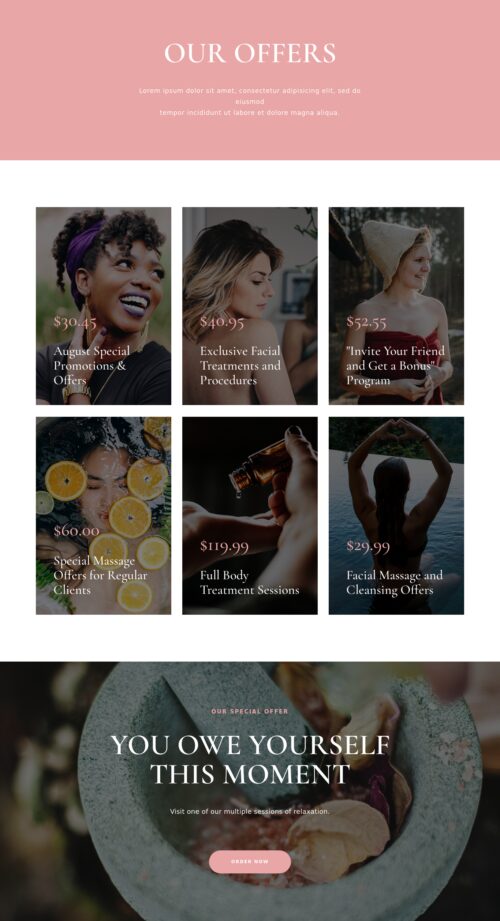 OUR OFFERS
Lorem ipsum dolor sit amet, consectetur adipisicing elit, sed do
eiusmod
tempor incididunt ut labore et dolore magna aliqua.
$30.45
August Special
Promotions &
Offers
$40.95
Exclusive Facial
Treatments and
Procedures
$52.55
"Invite Your Friend
and Get a Bonus"
Program
$60.00
Special Massage
Offers for Regular
Clients
$119.99
Full Body
Treatment Sessions
$29.99
Facial Massage and
Cleansing Offers
OUR SPECIAL OFFER
YOU OWE YOURSELF
THIS MOMENT
Visit one of our multiple sessions of relaxation.
ORDER NOW